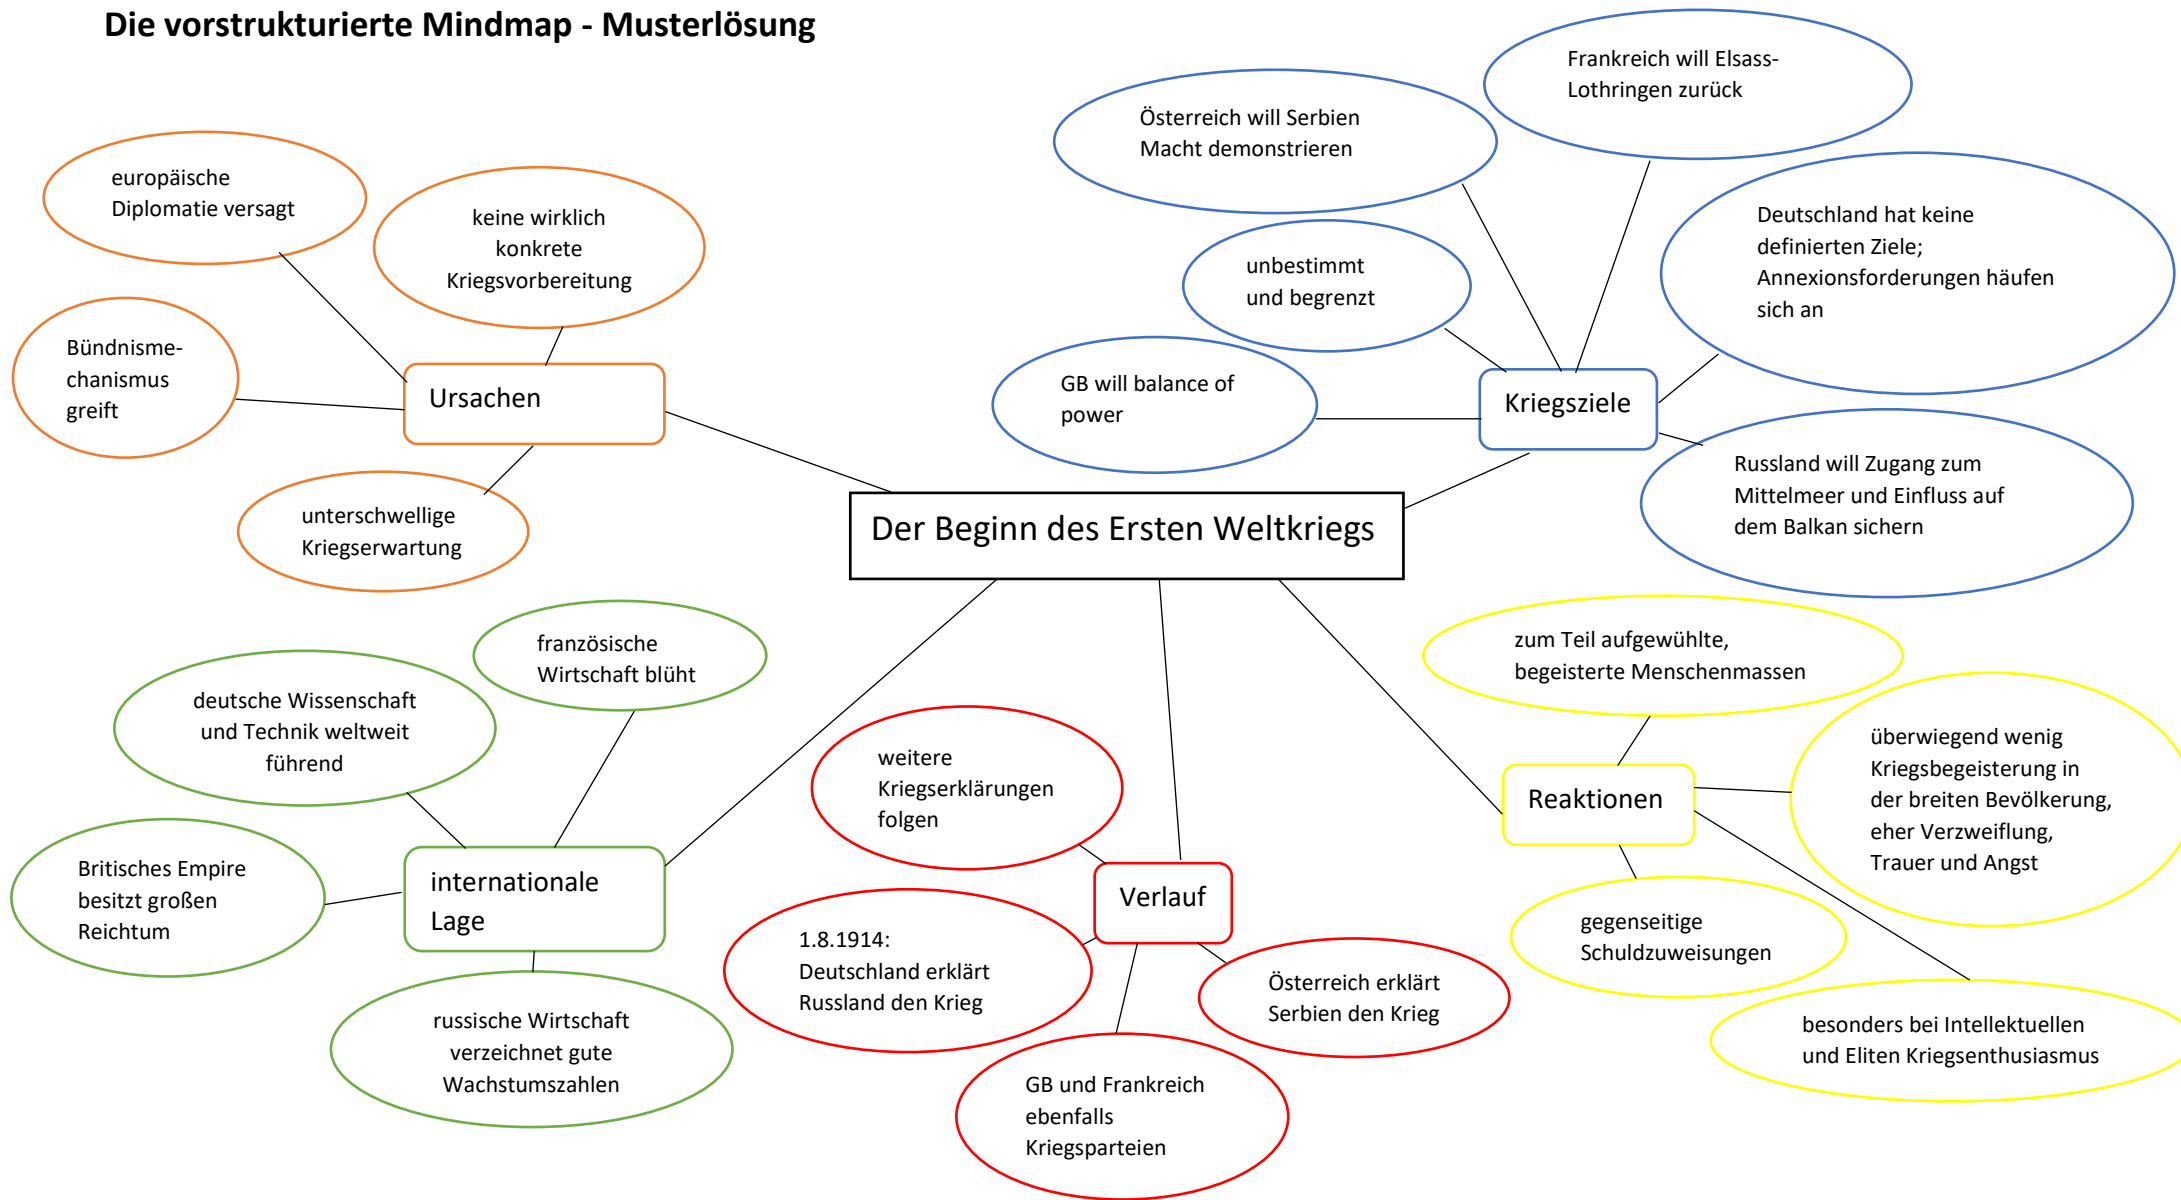 Die vorstrukturierte Mindmap - Musterlösung
Der Beginn des Ersten Weltkriegs
Ursachen
europäische
Diplomatie versagt
keine wirklich
konkrete
Kriegsvorbereitung
Bündnisme-
chanismus
greift
unterschwellige
Kriegserwartung
Kriegsziele
Frankreich will Elsass-
Lothringen zurück
Österreich will Serbien
Macht demonstrieren
Deutschland hat keine
definierten Ziele;
Annexionsforderungen häufen
sich an
unbestimmt
und begrenzt
GB will balance of
power
Russland will Zugang zum
Mittelmeer und Einfluss auf
dem Balkan sichern
internationale
Lage
französische
Wirtschaft blüht
deutsche Wissenschaft
und Technik weltweit
führend
Britisches Empire
besitzt großen
Reichtum
russische Wirtschaft
verzeichnet gute
Wachstumszahlen
Verlauf
weitere
Kriegserklärungen
folgen
1.8.1914:
Deutschland erklärt
Russland den Krieg
Österreich erklärt
Serbien den Krieg
GB und Frankreich
ebenfalls
Kriegsparteien
Reaktionen
zum Teil aufgewühlte,
begeisterte Menschenmassen
überwiegend wenig
Kriegsbegeisterung in
der breiten Bevölkerung,
eher Verzweiflung,
Trauer und Angst
gegenseitige
Schuldzuweisungen
besonders bei Intellektuellen
und Eliten Kriegsenthusiasmus